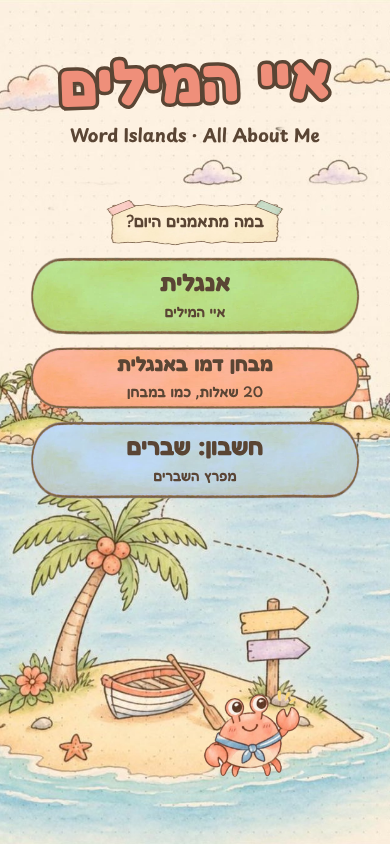 איי המילים
Word Islands · All About Me
במה מתאמנים היום?
אנגלית
איי המילים
מבחן דמו באנגלית
20 שאלות, כמו במבחן
חשבון: שברים
מפרץ השברים